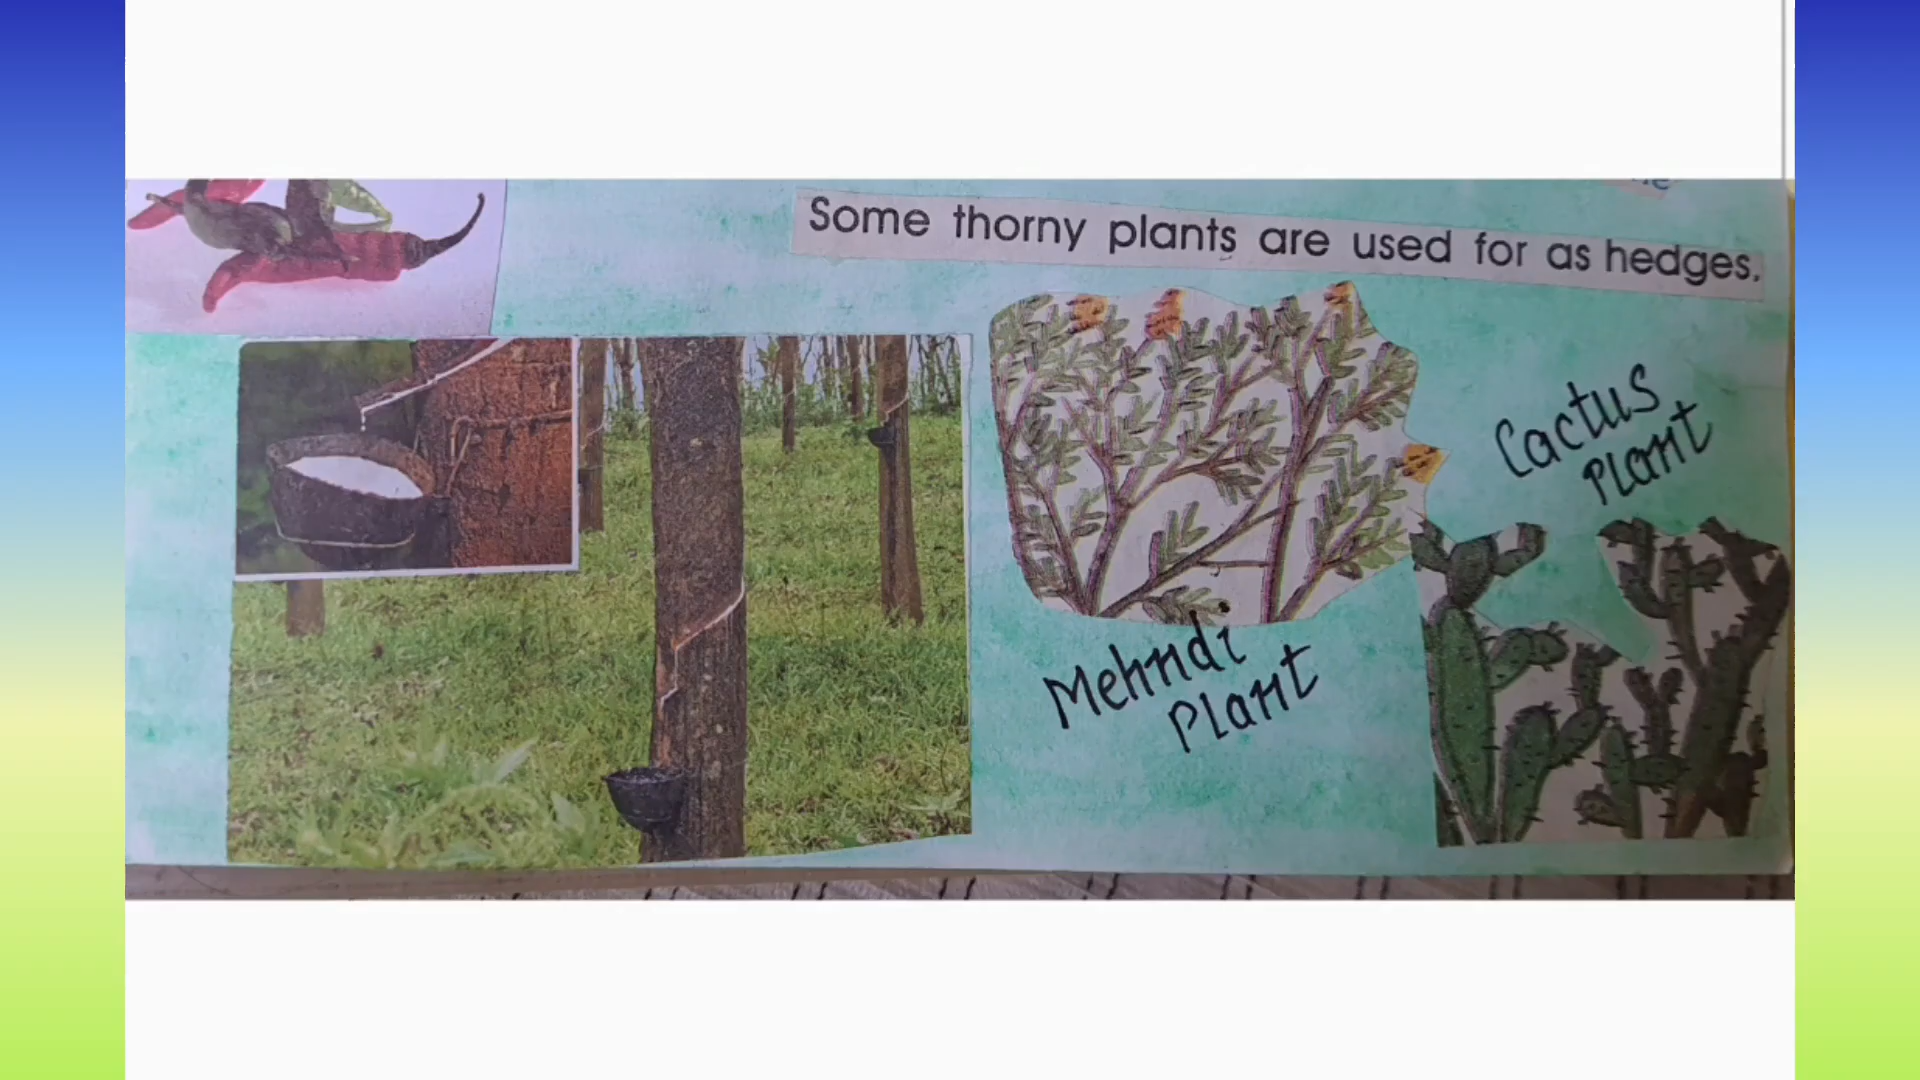 Some thorny plants are used for as hedges.
Cactus
Plant
Mehndi
Plant